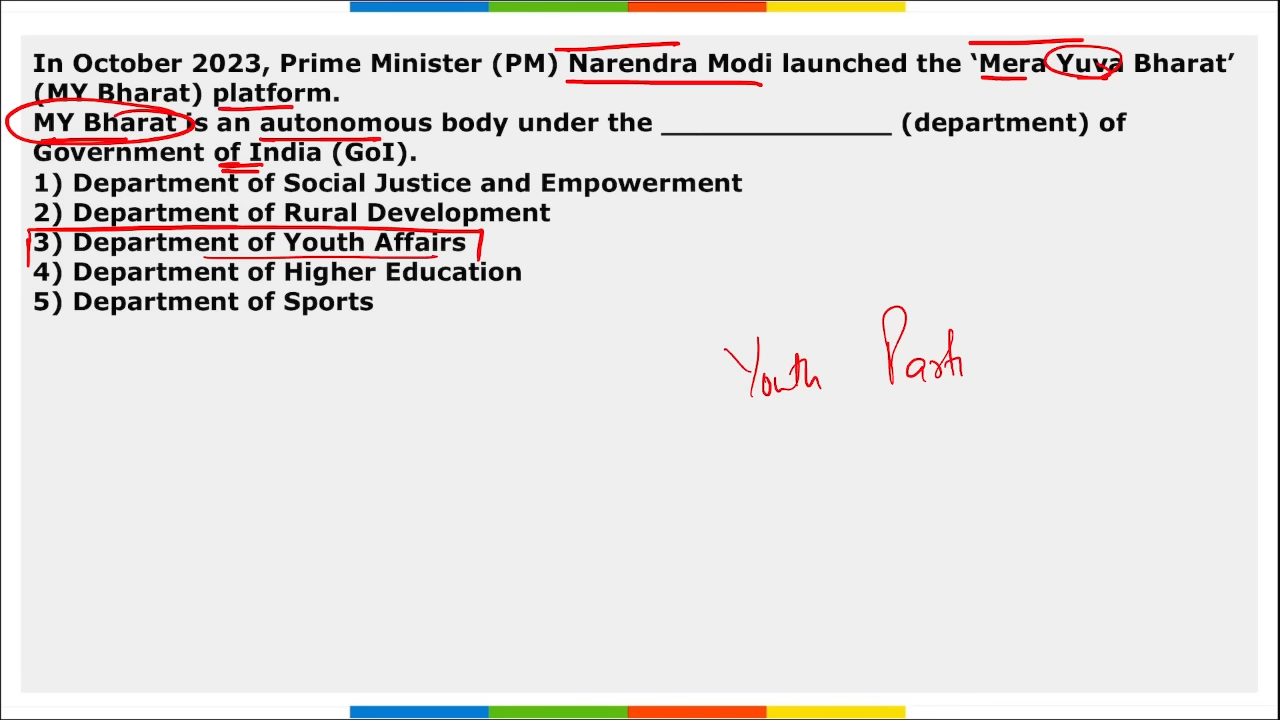 In October 2023, Prime Minister (PM) Narendra Modi launched the ‘Mera Yuva Bharat’
(MY Bharat) platform.
MY Bharat is an autonomous body under the _______________ (department) of
Government of India (GoI).
1) Department of Social Justice and Empowerment
2) Department of Rural Development
3) Department of Youth Affairs
4) Department of Higher Education
5) Department of Sports
Youth Parti